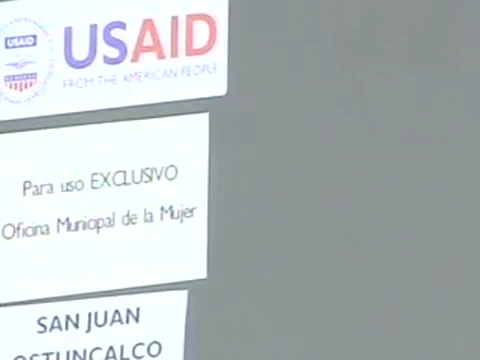 USAID
USAID
FROM THE AMERICAN PEOPLE
Para uso EXCLUSIVO
Oficina Municipal de la Mujer
SAN JUAN
OSTUNCALCO